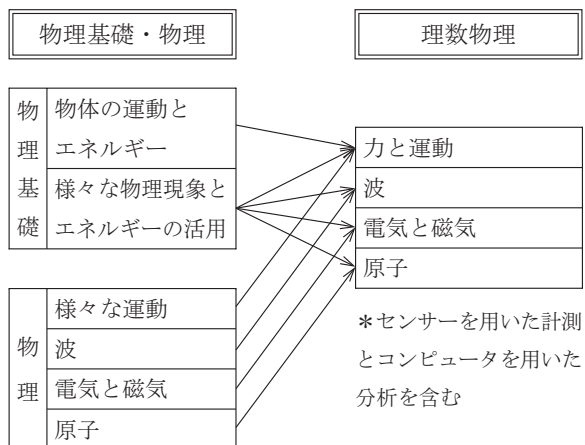 物理基礎・物理
理数物理
物理基礎
物体の運動と
エネルギー
様々な物理現象と
エネルギーの活用
物理
様々な運動
波
電気と磁気
原子
力と運動
波
電気と磁気
原子
＊センサーを用いた計測
とコンピュータを用いた
分析を含む